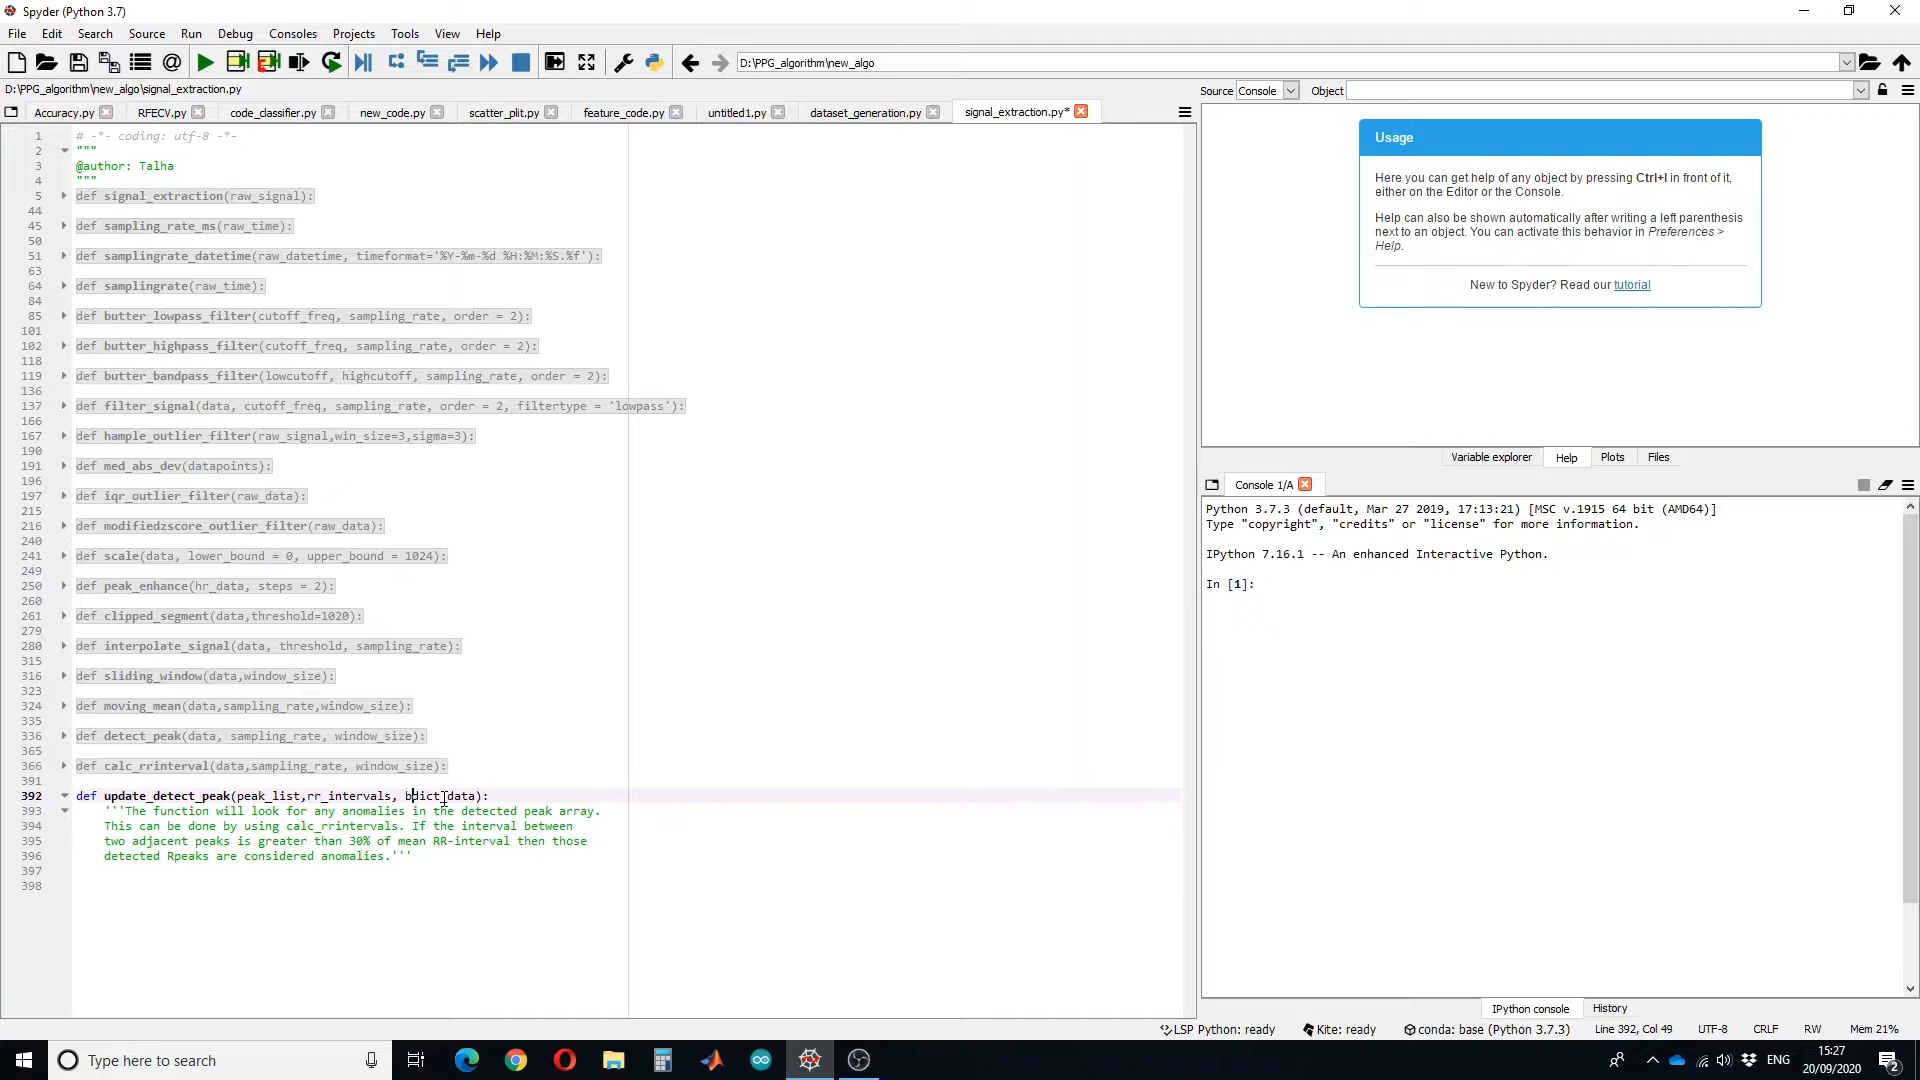 Spyder (Python 3.7)
File Edit Search Source Run Debug Consoles Projects Tools View Help
D:\PPG_algorithm\new_algo
D:\PPG_algorithm\new_algo\signal_extraction.py
Source Console Object
Accuracy.py RFECV.py code_classifier.py new_code.py scatter_plit.py feature_code.py untitled1.py dataset_generation.py signal_extraction.py*
1 # -*- coding: utf-8 -*-
2 """
3 @author: Talha
4 """
5 def signal_extraction(raw_signal):
44
45 def sampling_rate_ms(raw_time):
50
51 def samplingrate_datetime(raw_datetime, timeformat='%Y-%m-%d %H:%M:%S.%f'):
63
64 def samplingrate(raw_time):
84
85 def butter_lowpass_filter(cutoff_freq, sampling_rate, order = 2):
101
102 def butter_highpass_filter(cutoff_freq, sampling_rate, order = 2):
118
119 def butter_bandpass_filter(lowcutoff, highcutoff, sampling_rate, order = 2):
136
137 def filter_signal(data, cutoff_freq, sampling_rate, order = 2, filtertype = 'lowpass'):
166
167 def hample_outlier_filter(raw_signal,win_size=3,sigma=3):
190
191 def med_abs_dev(datapoints):
196
197 def iqr_outlier_filter(raw_data):
215
216 def modifiedzscore_outlier_filter(raw_data):
240
241 def scale(data, lower_bound = 0, upper_bound = 1024):
249
250 def peak_enhance(hr_data, steps = 2):
260
261 def clipped_segment(data,threshold=1020):
279
280 def interpolate_signal(data, threshold, sampling_rate):
315
316 def sliding_window(data,window_size):
323
324 def moving_mean(data,sampling_rate,window_size):
335
336 def detect_peak(data, sampling_rate, window_size):
365
366 def calc_rrinterval(data,sampling_rate, window_size):
391
392 def update_detect_peak(peak_list,rr_intervals, bdict_data):
393 '''The function will look for any anomalies in the detected peak array.
394 This can be done by using calc_rrintervals. If the interval between
395 two adjacent peaks is greater than 30% of mean RR-interval then those
396 detected Rpeaks are considered anomalies.'''
397
398
Usage
Here you can get help of any object by pressing Ctrl+I in front of it,
either on the Editor or the Console.
Help can also be shown automatically after writing a left parenthesis
next to an object. You can activate this behavior in Preferences >
Help.
New to Spyder? Read our tutorial
Variable explorer Help Plots Files
Console 1/A
Python 3.7.3 (default, Mar 27 2019, 17:13:21) [MSC v.1915 64 bit (AMD64)]
Type "copyright", "credits" or "license" for more information.
IPython 7.16.1 -- An enhanced Interactive Python.
In [1]:
IPython console History
LSP Python: ready Kite: ready conda: base (Python 3.7.3) Line 392, Col 49 UTF-8 CRLF RW Mem 21%
Type here to search
ENG
15:27
20/09/2020
2